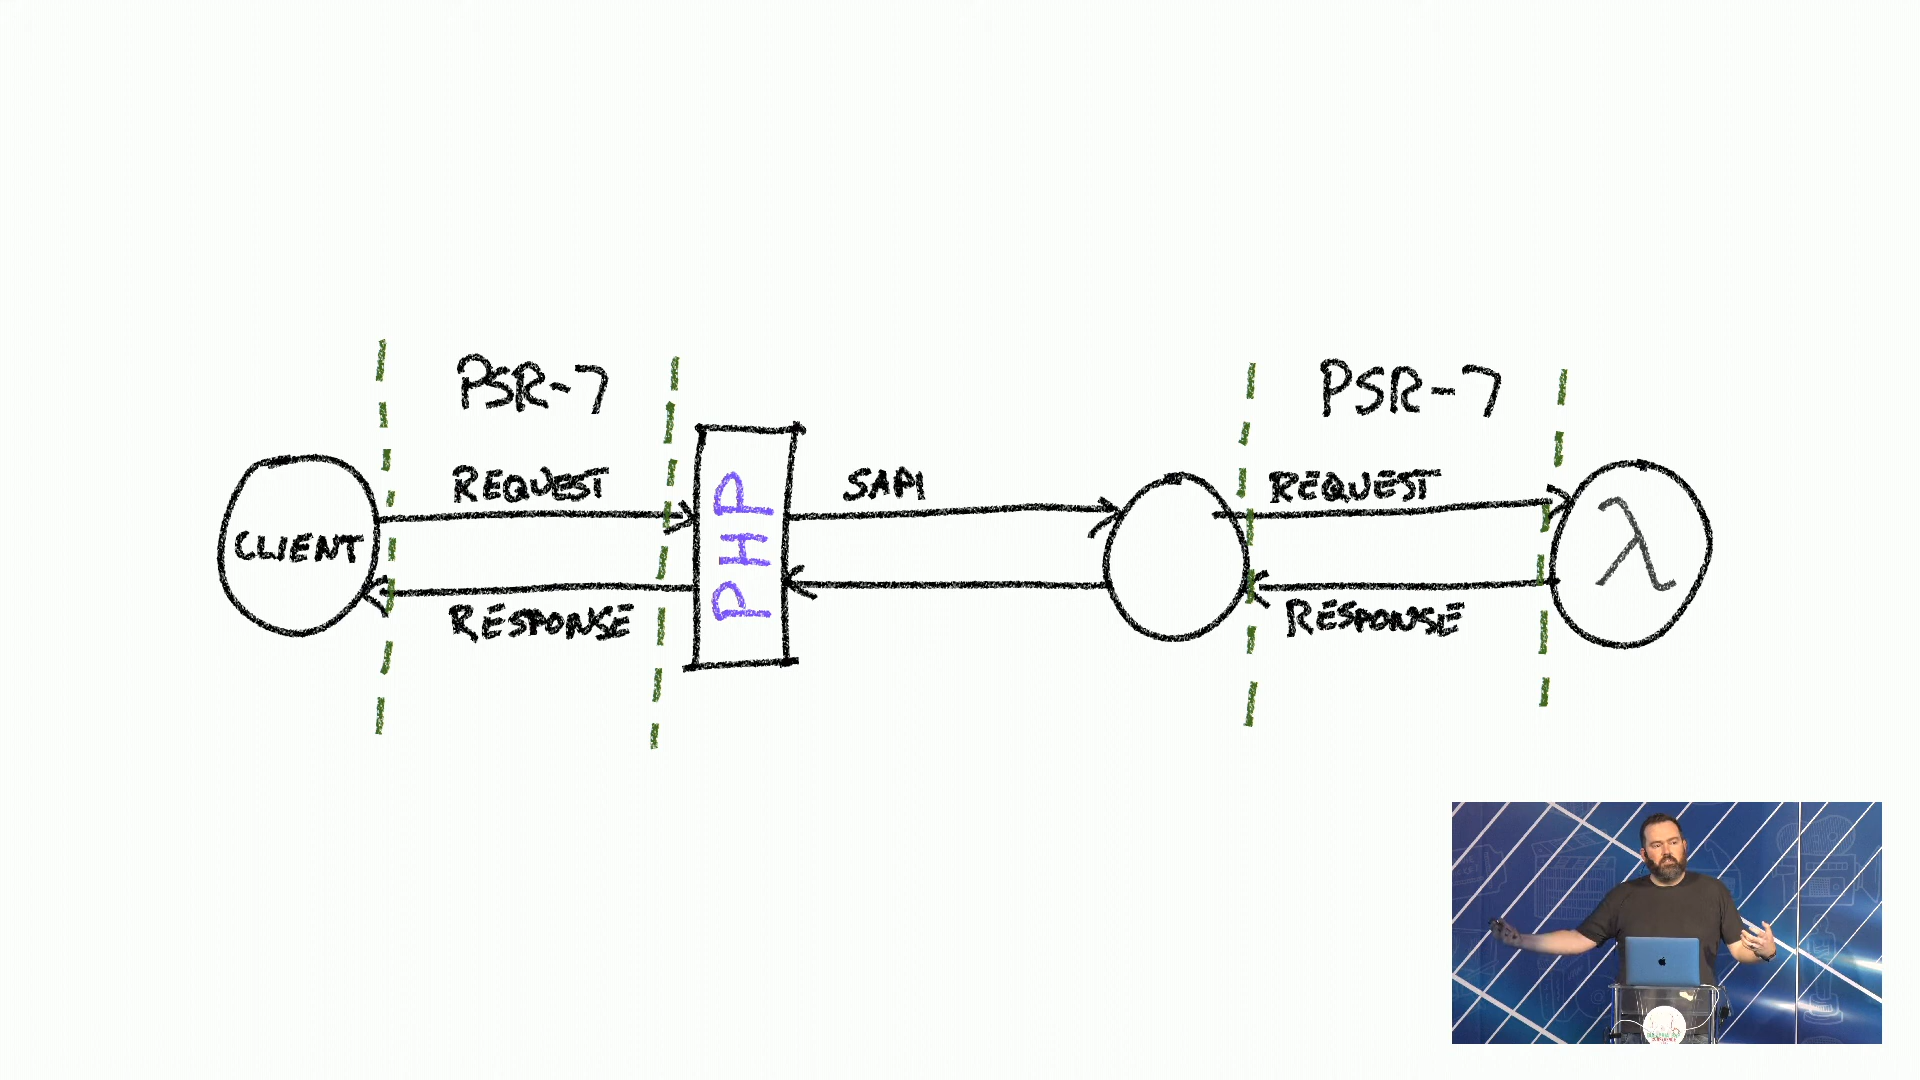 PSR-7
PSR-7
REQUEST
SAPI
REQUEST
CLIENT
PHP
λ
RESPONSE
RESPONSE